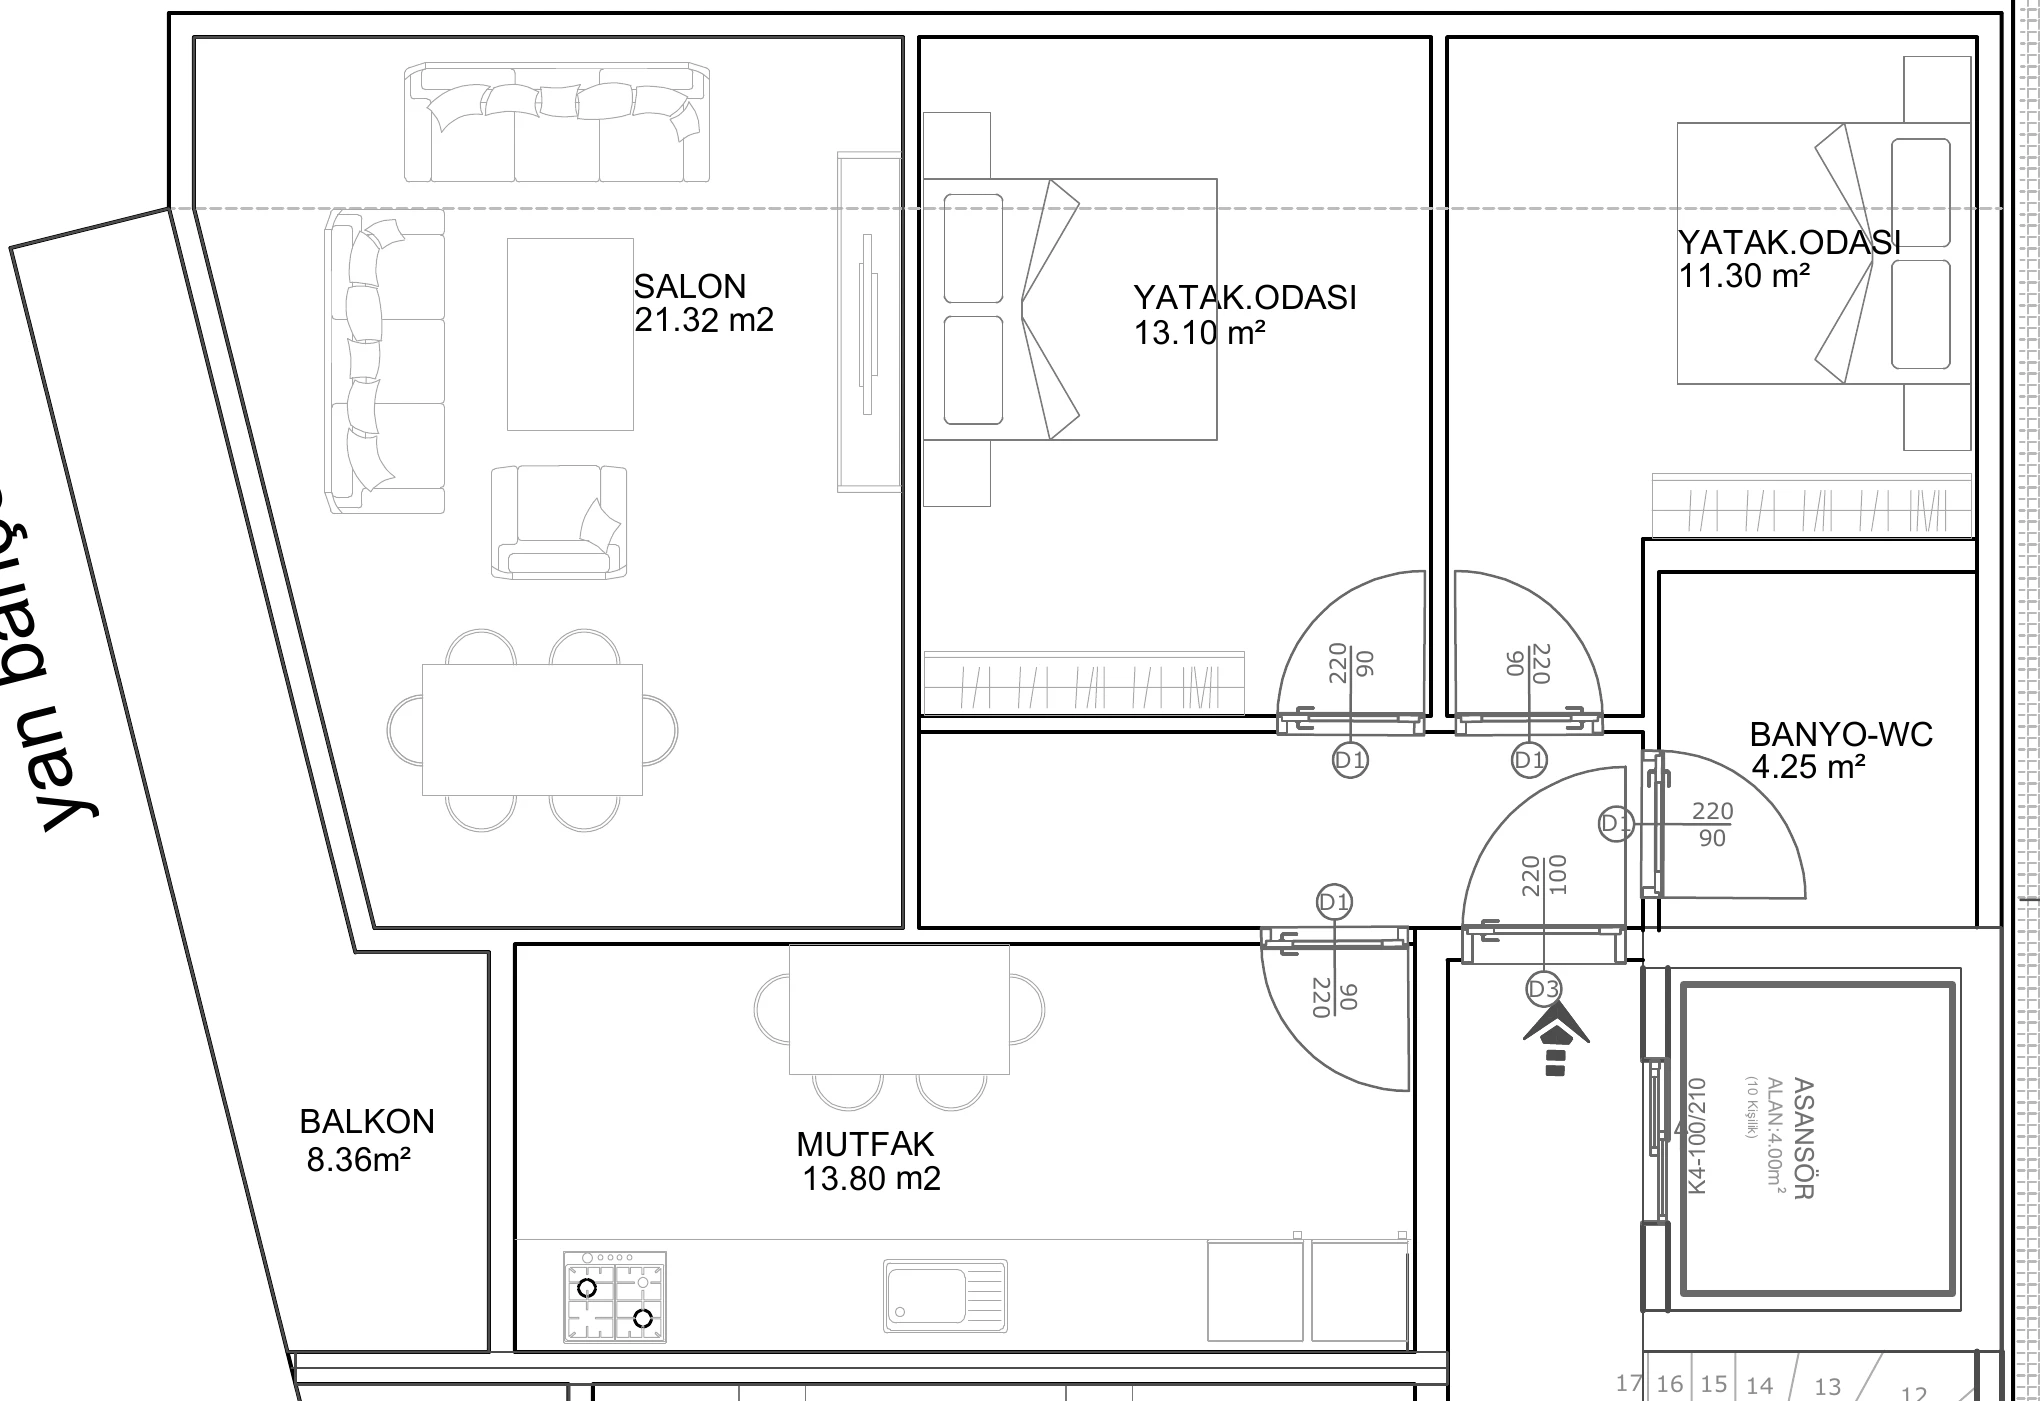 SALON
21.32 m2
YATAK.ODASI
13.10 m²
YATAK.ODASI
11.30 m²
220
90
D1
220
90
D1
BANYO-WC
4.25 m²
D1
220
90
220
100
D3
D1
220
90
yan
BALKON
8.36m²
MUTFAK
13.80 m2
K4-100/210
ASANSÖR
ALAN:4.00m²
(10 Kişilik)
17 16 15 14 13 12